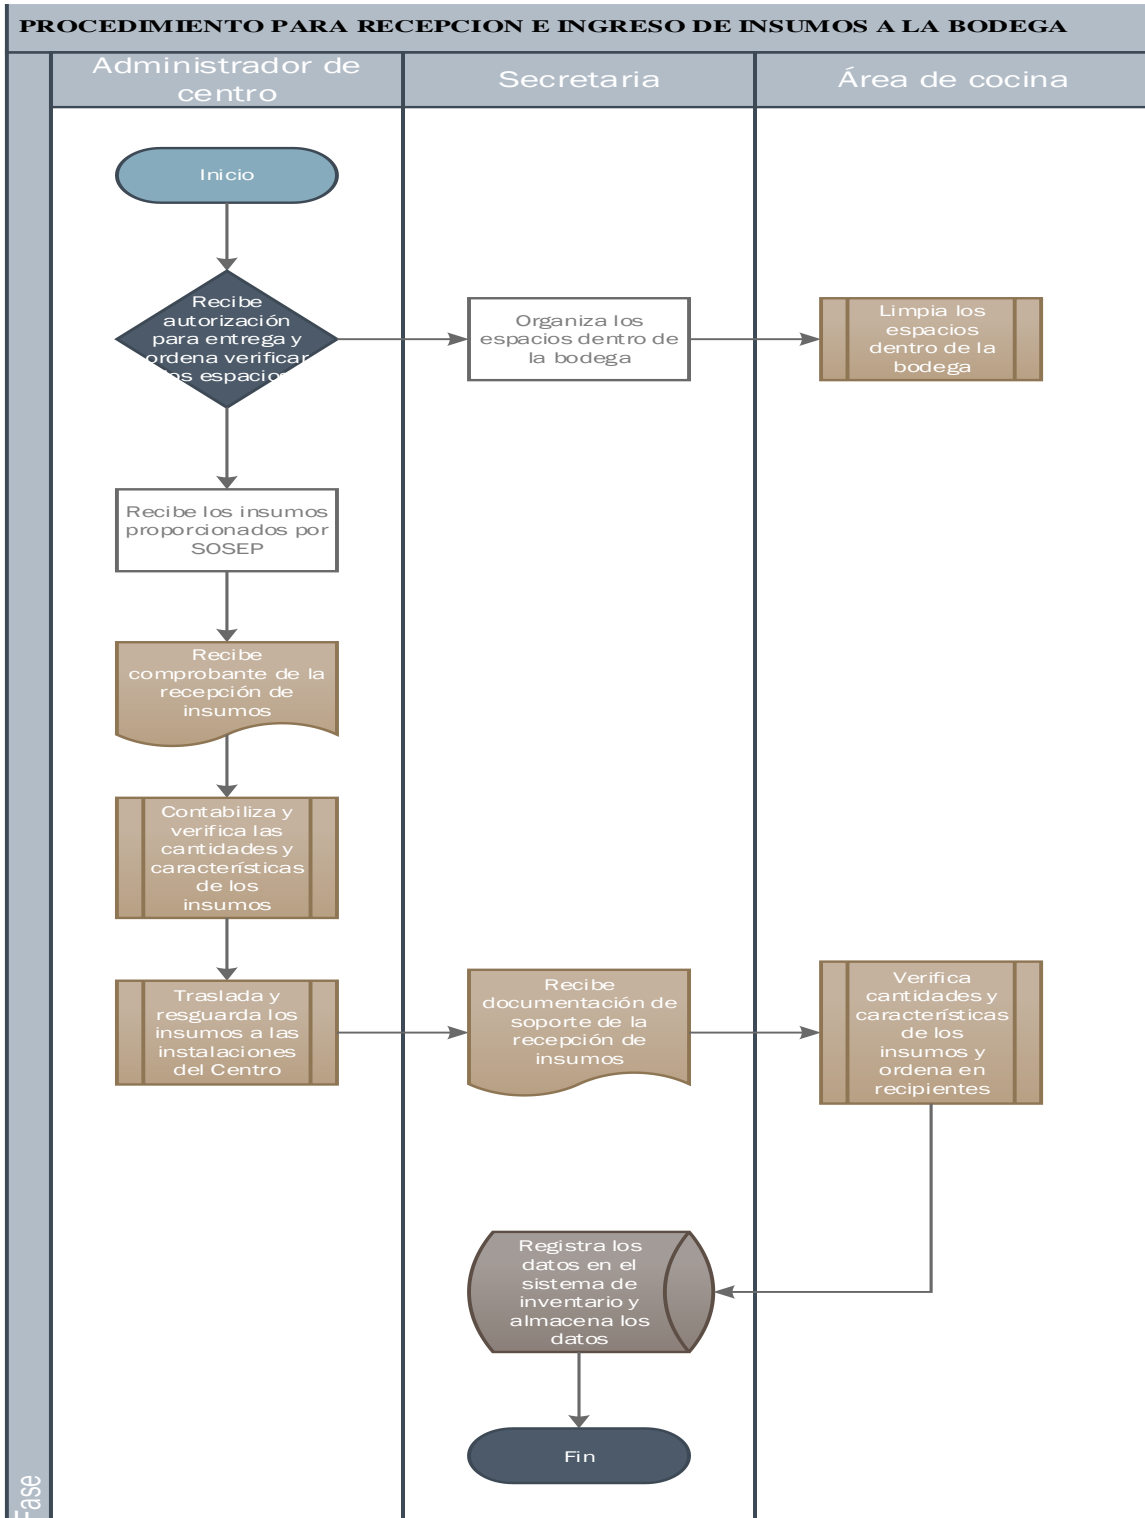 PROCEDIMIENTO PARA RECEPCION E INGRESO DE INSUMOS A LA BODEGA
Administrador de
centro
Secretaria
Área de cocina
Inicio
Recibe
autorización
para entrega y
ordena verificar
los espacios
Organiza los
espacios dentro de
la bodega
Limpia los
espacios
dentro de la
bodega
Recibe los insumos
proporcionados por
SOSEP
Recibe
comprobante de la
recepción de
insumos
Contabiliza y
verifica las
cantidades y
características
de los
insumos
Traslada y
resguarda los
insumos a las
instalaciones
del Centro
Recibe
documentación de
soporte de la
recepción de
insumos
Verifica
cantidades y
características
de los
insumos y
ordena en
recipientes
Registra los
datos en el
sistema de
inventario y
almacena los
datos
Fin
Fase